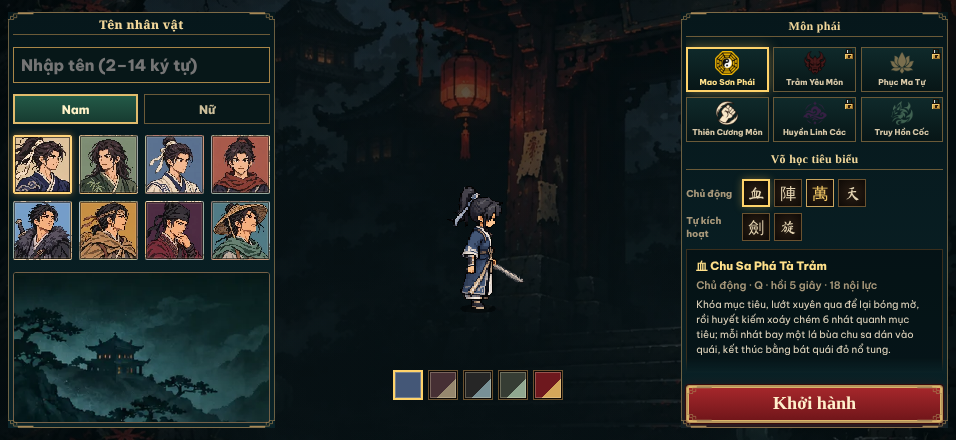 Tên nhân vật
Nhập tên (2–14 ký tự)
Nam
Nữ
Môn phái
Mao Sơn Phái
Trảm Yêu Môn
Phục Ma Tự
Thiên Cương Môn
Huyền Linh Các
Truy Hồn Cốc
Võ học tiêu biểu
Chủ động
血 陣 萬 天
Tự kích
hoạt
劍 旋
血 Chu Sa Phá Tà Trảm
Chủ động · Q · hồi 5 giây · 18 nội lực
Khóa mục tiêu, lướt xuyên qua để lại bóng mờ,
rồi huyết kiếm xoáy chém 6 nhát quanh mục
tiêu; mỗi nhát bay một lá bùa chu sa dán vào
quái, kết thúc bằng bát quái đỏ nổ tung.
Khởi hành